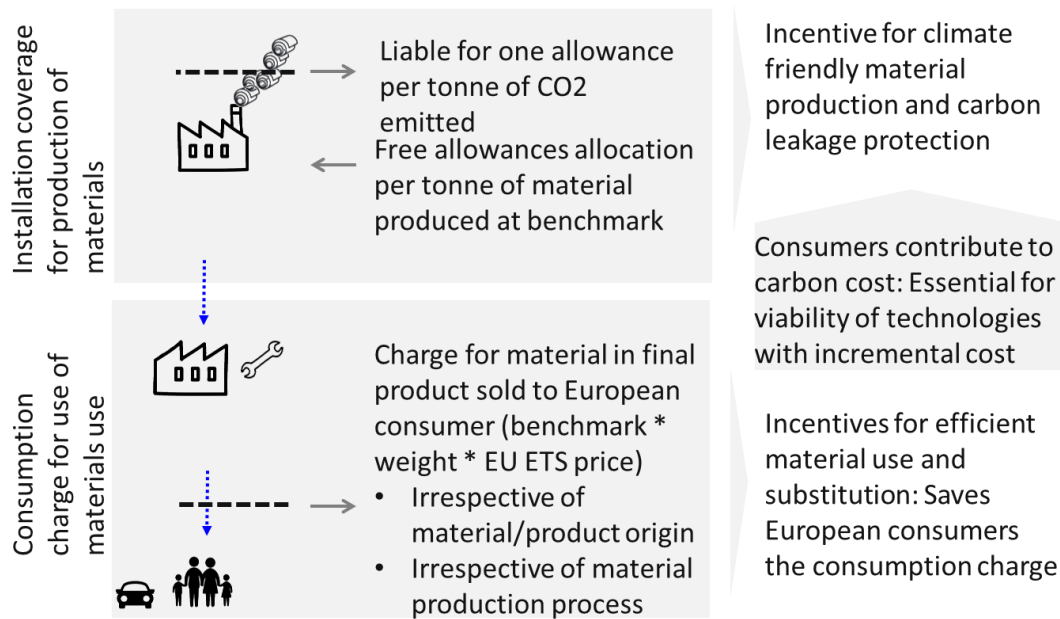 Installation coverage
for production of
materials
Liable for one allowance
per tonne of CO2
emitted
Free allowances allocation
per tonne of material
produced at benchmark
Incentive for climate
friendly material
production and carbon
leakage protection
Consumers contribute to
carbon cost: Essential for
viability of technologies
with incremental cost
Consumption
charge for use of
materials use
Charge for material in final
product sold to European
consumer (benchmark *
weight * EU ETS price)
• Irrespective of
material/product origin
• Irrespective of material
production process
Incentives for efficient
material use and
substitution: Saves
European consumers
the consumption charge